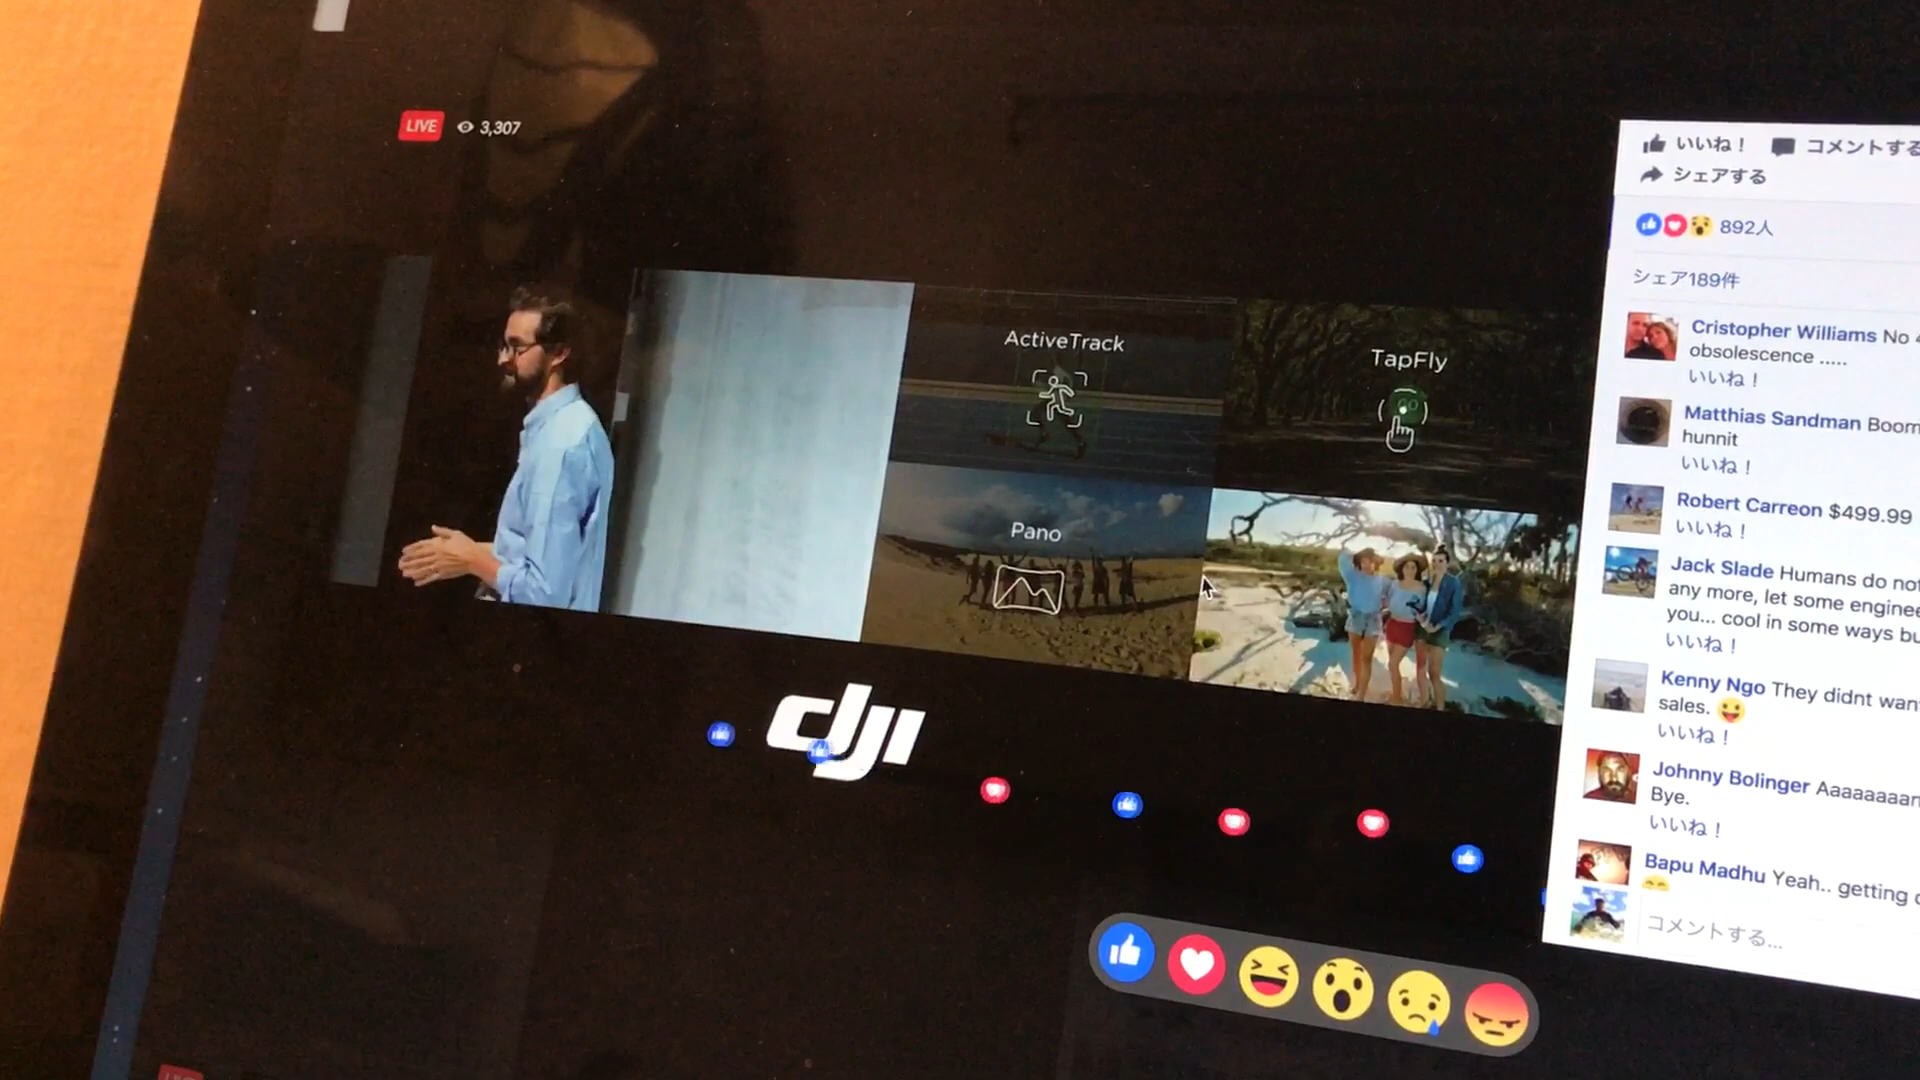 LIVE 3,307
ActiveTrack
TapFly
GO
Pano
dji
いいね！ コメントする
シェアする
892人
シェア189件
Cristopher Williams No
obsolescence .....
いいね！
Matthias Sandman Boom
hunnit
いいね！
Robert Carreon $499.99
いいね！
Jack Slade Humans do not
any more, let some enginee
you... cool in some ways bu
いいね！
Kenny Ngo They didnt wan
sales.
いいね！
Johnny Bolinger Aaaaaaaan
Bye.
いいね！
Bapu Madhu Yeah.. getting
コメントする...
LIVE